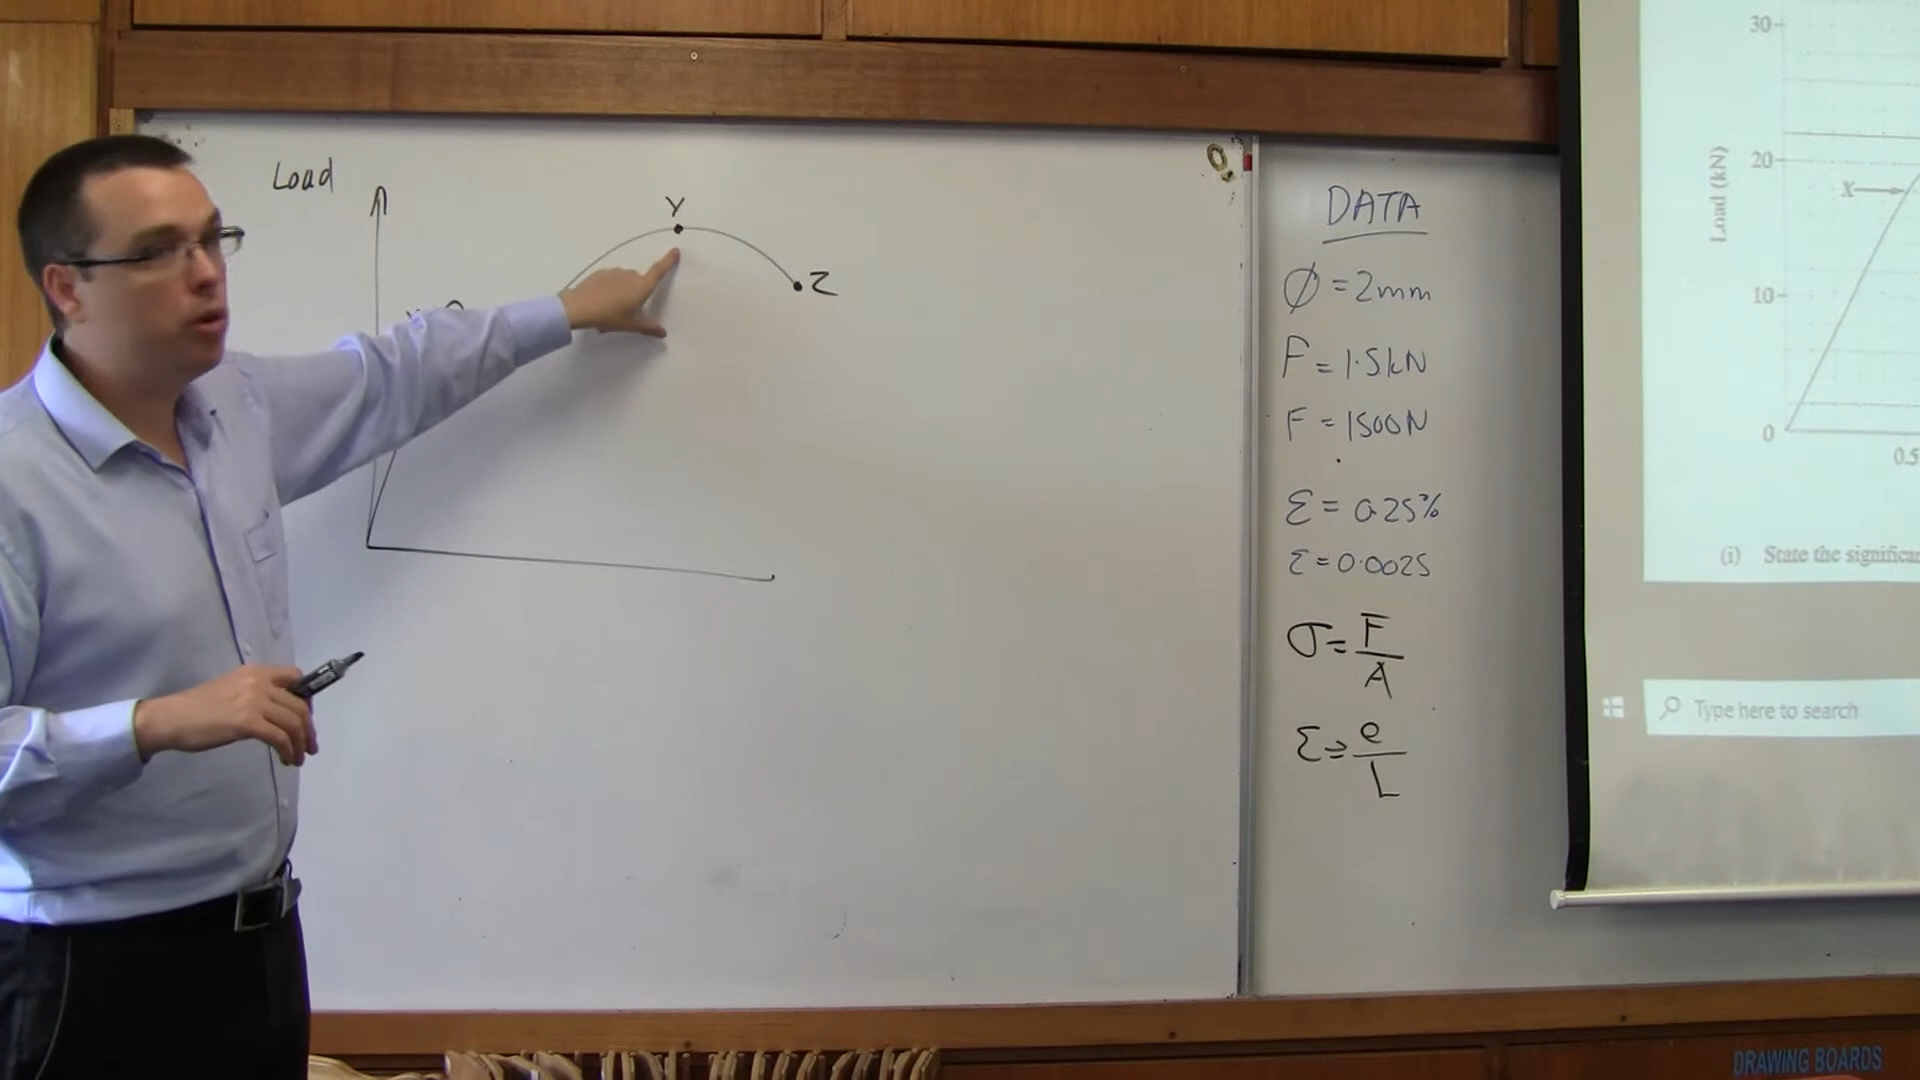 Load
Y
Z
DATA
∅ = 2mm
F = 1.5kN
F = 1500N
Ɛ = 0.25%
Ɛ = 0.0025
σ = F/A
Ɛ = e/L
30
20
10
0
Load (kN)
X
0.5
(i) State the
Type here to search
DRAWING BOARDS